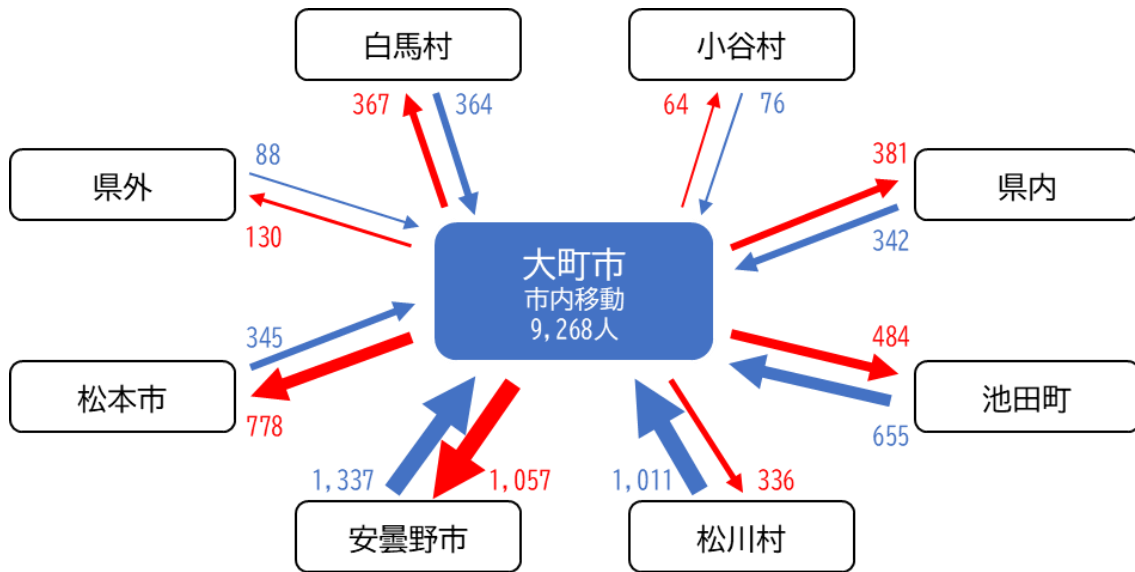 白馬村
小谷村
367
364
64
76
県外
88
130
381
県内
342
大町市
市内移動
9,268人
345
松本市
778
484
池田町
655
1,337
1,057
安曇野市
1,011
336
松川村